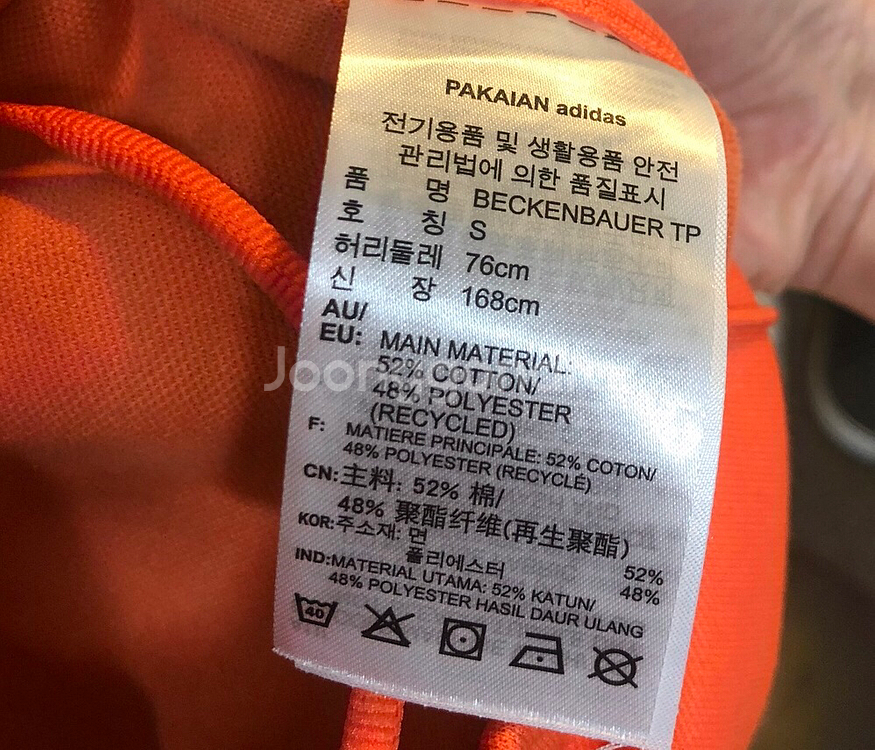 PAKAIAN adidas
전기용품 및 생활용품 안전
관리법에 의한 품질표시
품 명 BECKENBAUER TP
호 칭 S
허리둘레 76cm
신 장 168cm
AU/
EU: MAIN MATERIAL:
52% COTTON/
48% POLYESTER
(RECYCLED)
F: MATIERE PRINCIPALE: 52% COTON/
48% POLYESTER (RECYCLÉ)
CN:主料: 52% 棉/
48% 聚酯纤维(再生聚酯)
KOR:주소재: 면 52%
폴리에스터 48%
IND:MATERIAL UTAMA: 52% KATUN/
48% POLYESTER HASIL DAUR ULANG
40